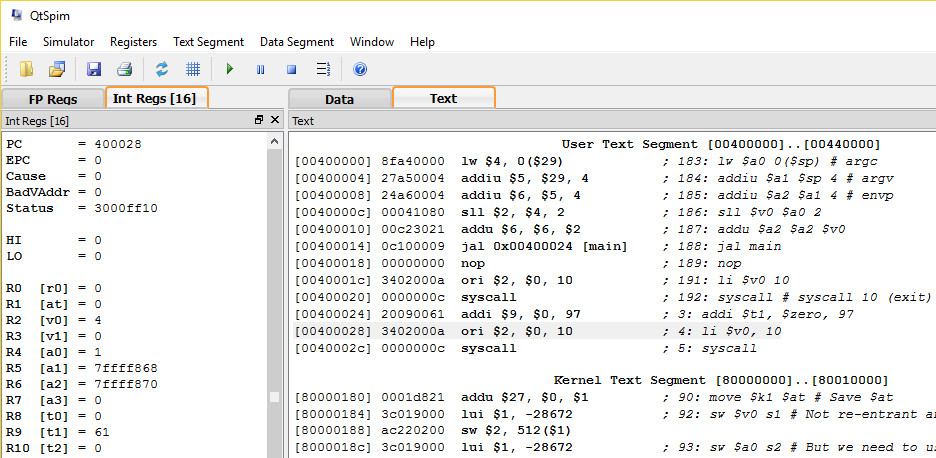 QtSpim
File Simulator Registers Text Segment Data Segment Window Help
FP Regs Int Regs [16] Data Text
Int Regs [16]
PC = 400028
EPC = 0
Cause = 0
BadVAddr = 0
Status = 3000ff10
HI = 0
LO = 0
R0 [r0] = 0
R1 [at] = 0
R2 [v0] = 4
R3 [v1] = 0
R4 [a0] = 1
R5 [a1] = 7ffff868
R6 [a2] = 7ffff870
R7 [a3] = 0
R8 [t0] = 0
R9 [t1] = 61
R10 [t2] = 0
Text
User Text Segment [00400000]..[00440000]
[00400000] 8fa40000 lw $4, 0($29) ; 183: lw $a0 0($sp) # argc
[00400004] 27a50004 addiu $5, $29, 4 ; 184: addiu $a1 $sp 4 # argv
[00400008] 24a60004 addiu $6, $5, 4 ; 185: addiu $a2 $a1 4 # envp
[0040000c] 00041080 sll $2, $4, 2 ; 186: sll $v0 $a0 2
[00400010] 00c23021 addu $6, $6, $2 ; 187: addu $a2 $a2 $v0
[00400014] 0c100009 jal 0x00400024 [main] ; 188: jal main
[00400018] 00000000 nop ; 189: nop
[0040001c] 3402000a ori $2, $0, 10 ; 191: li $v0 10
[00400020] 0000000c syscall ; 192: syscall # syscall 10 (exit)
[00400024] 20090061 addi $9, $0, 97 ; 3: addi $t1, $zero, 97
[00400028] 3402000a ori $2, $0, 10 ; 4: li $v0, 10
[0040002c] 0000000c syscall ; 5: syscall
Kernel Text Segment [80000000]..[80010000]
[80000180] 0001d821 addu $27, $0, $1 ; 90: move $k1 $at # Save $at
[80000184] 3c019000 lui $1, -28672 ; 92: sw $v0 s1 # Not re-entrant
[80000188] ac220200 sw $2, 512($1)
[8000018c] 3c019000 lui $1, -28672 ; 93: sw $a0 s2 # But we need to